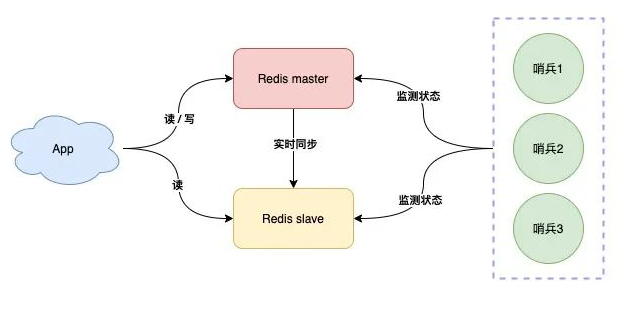 App
读 / 写
读
Redis master
实时同步
Redis slave
监测状态
监测状态
哨兵1
哨兵2
哨兵3